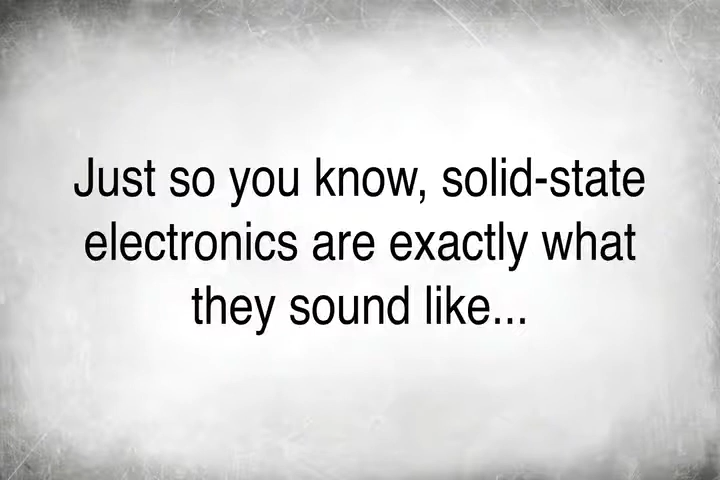 Just so you know, solid-state
electronics are exactly what
they sound like...